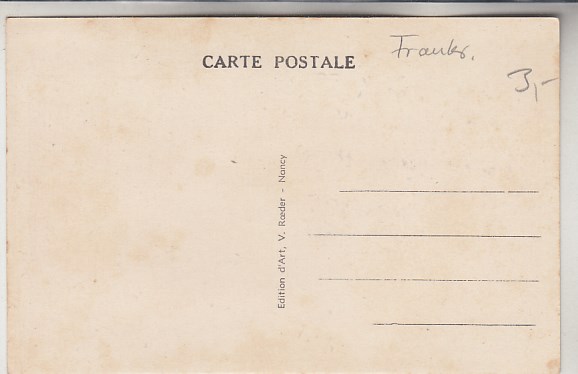 CARTE POSTALE
Frankr.
3,-
Edition d'Art, V. Rœder - Nancy